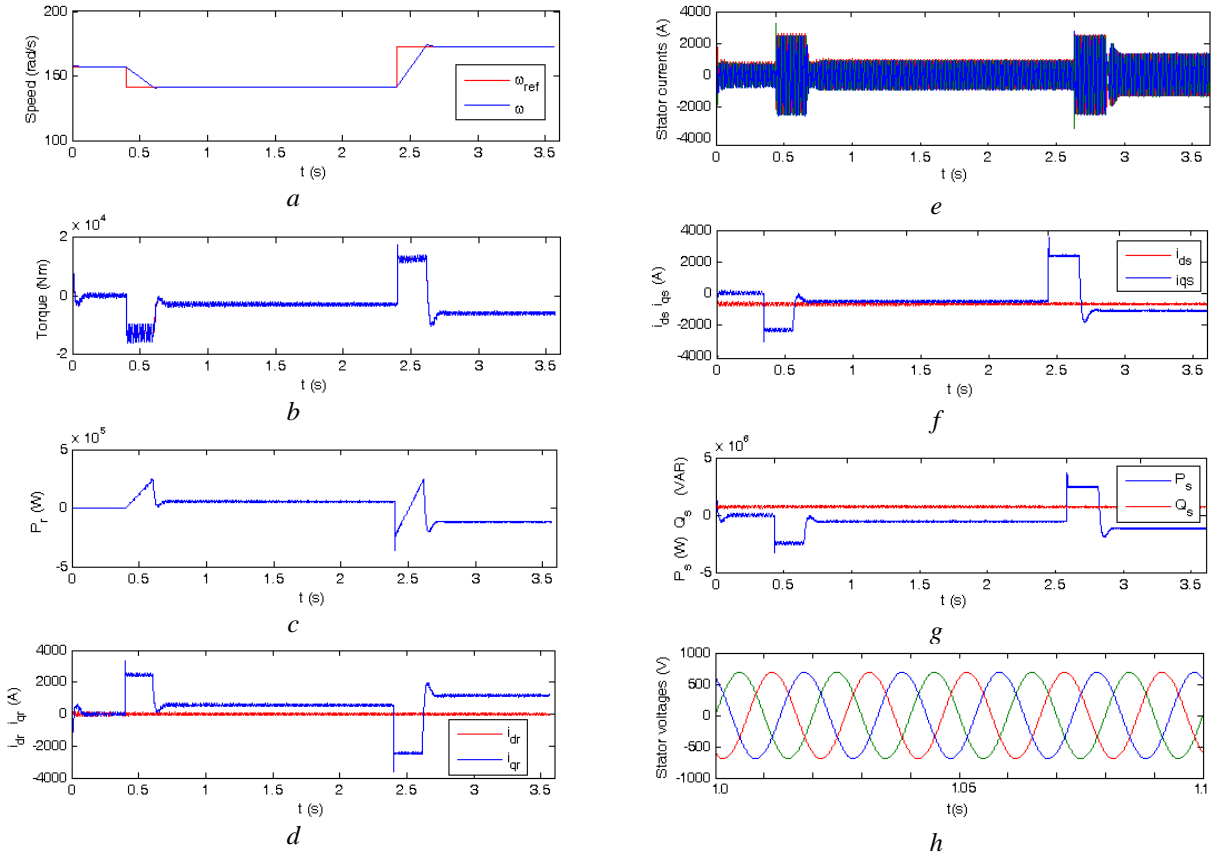 200
150
100
Speed (rad/s)
ω_ref
ω
0 0.5 1 1.5 2 2.5 3 3.5
t (s)
a
x 10^4
2
0
-2
Torque (Nm)
0 0.5 1 1.5 2 2.5 3 3.5
t (s)
b
x 10^5
5
0
-5
P_r (W)
0 0.5 1 1.5 2 2.5 3 3.5
t (s)
c
4000
2000
0
-2000
4000
i_dr i_qr (A)
i_dr
i_qr
0 0.5 1 1.5 2 2.5 3 3.5
t (s)
d
4000
2000
0
-2000
-4000
Stator currents (A)
0 0.5 1 1.5 2 2.5 3 3.5
t (s)
e
4000
2000
0
-2000
-4000
i_ds i_qs (A)
i_ds
iqs
0 0.5 1 1.5 2 2.5 3 3.5
t (s)
f
x 10^6
5
0
-5
P_s (W) Q_s (VAR)
P_s
Q_s
0 0.5 1 1.5 2 2.5 3 3.5
t (s)
g
1000
500
0
-500
-1000
Stator voltages (V)
1.0 1.05 1.1
t(s)
h